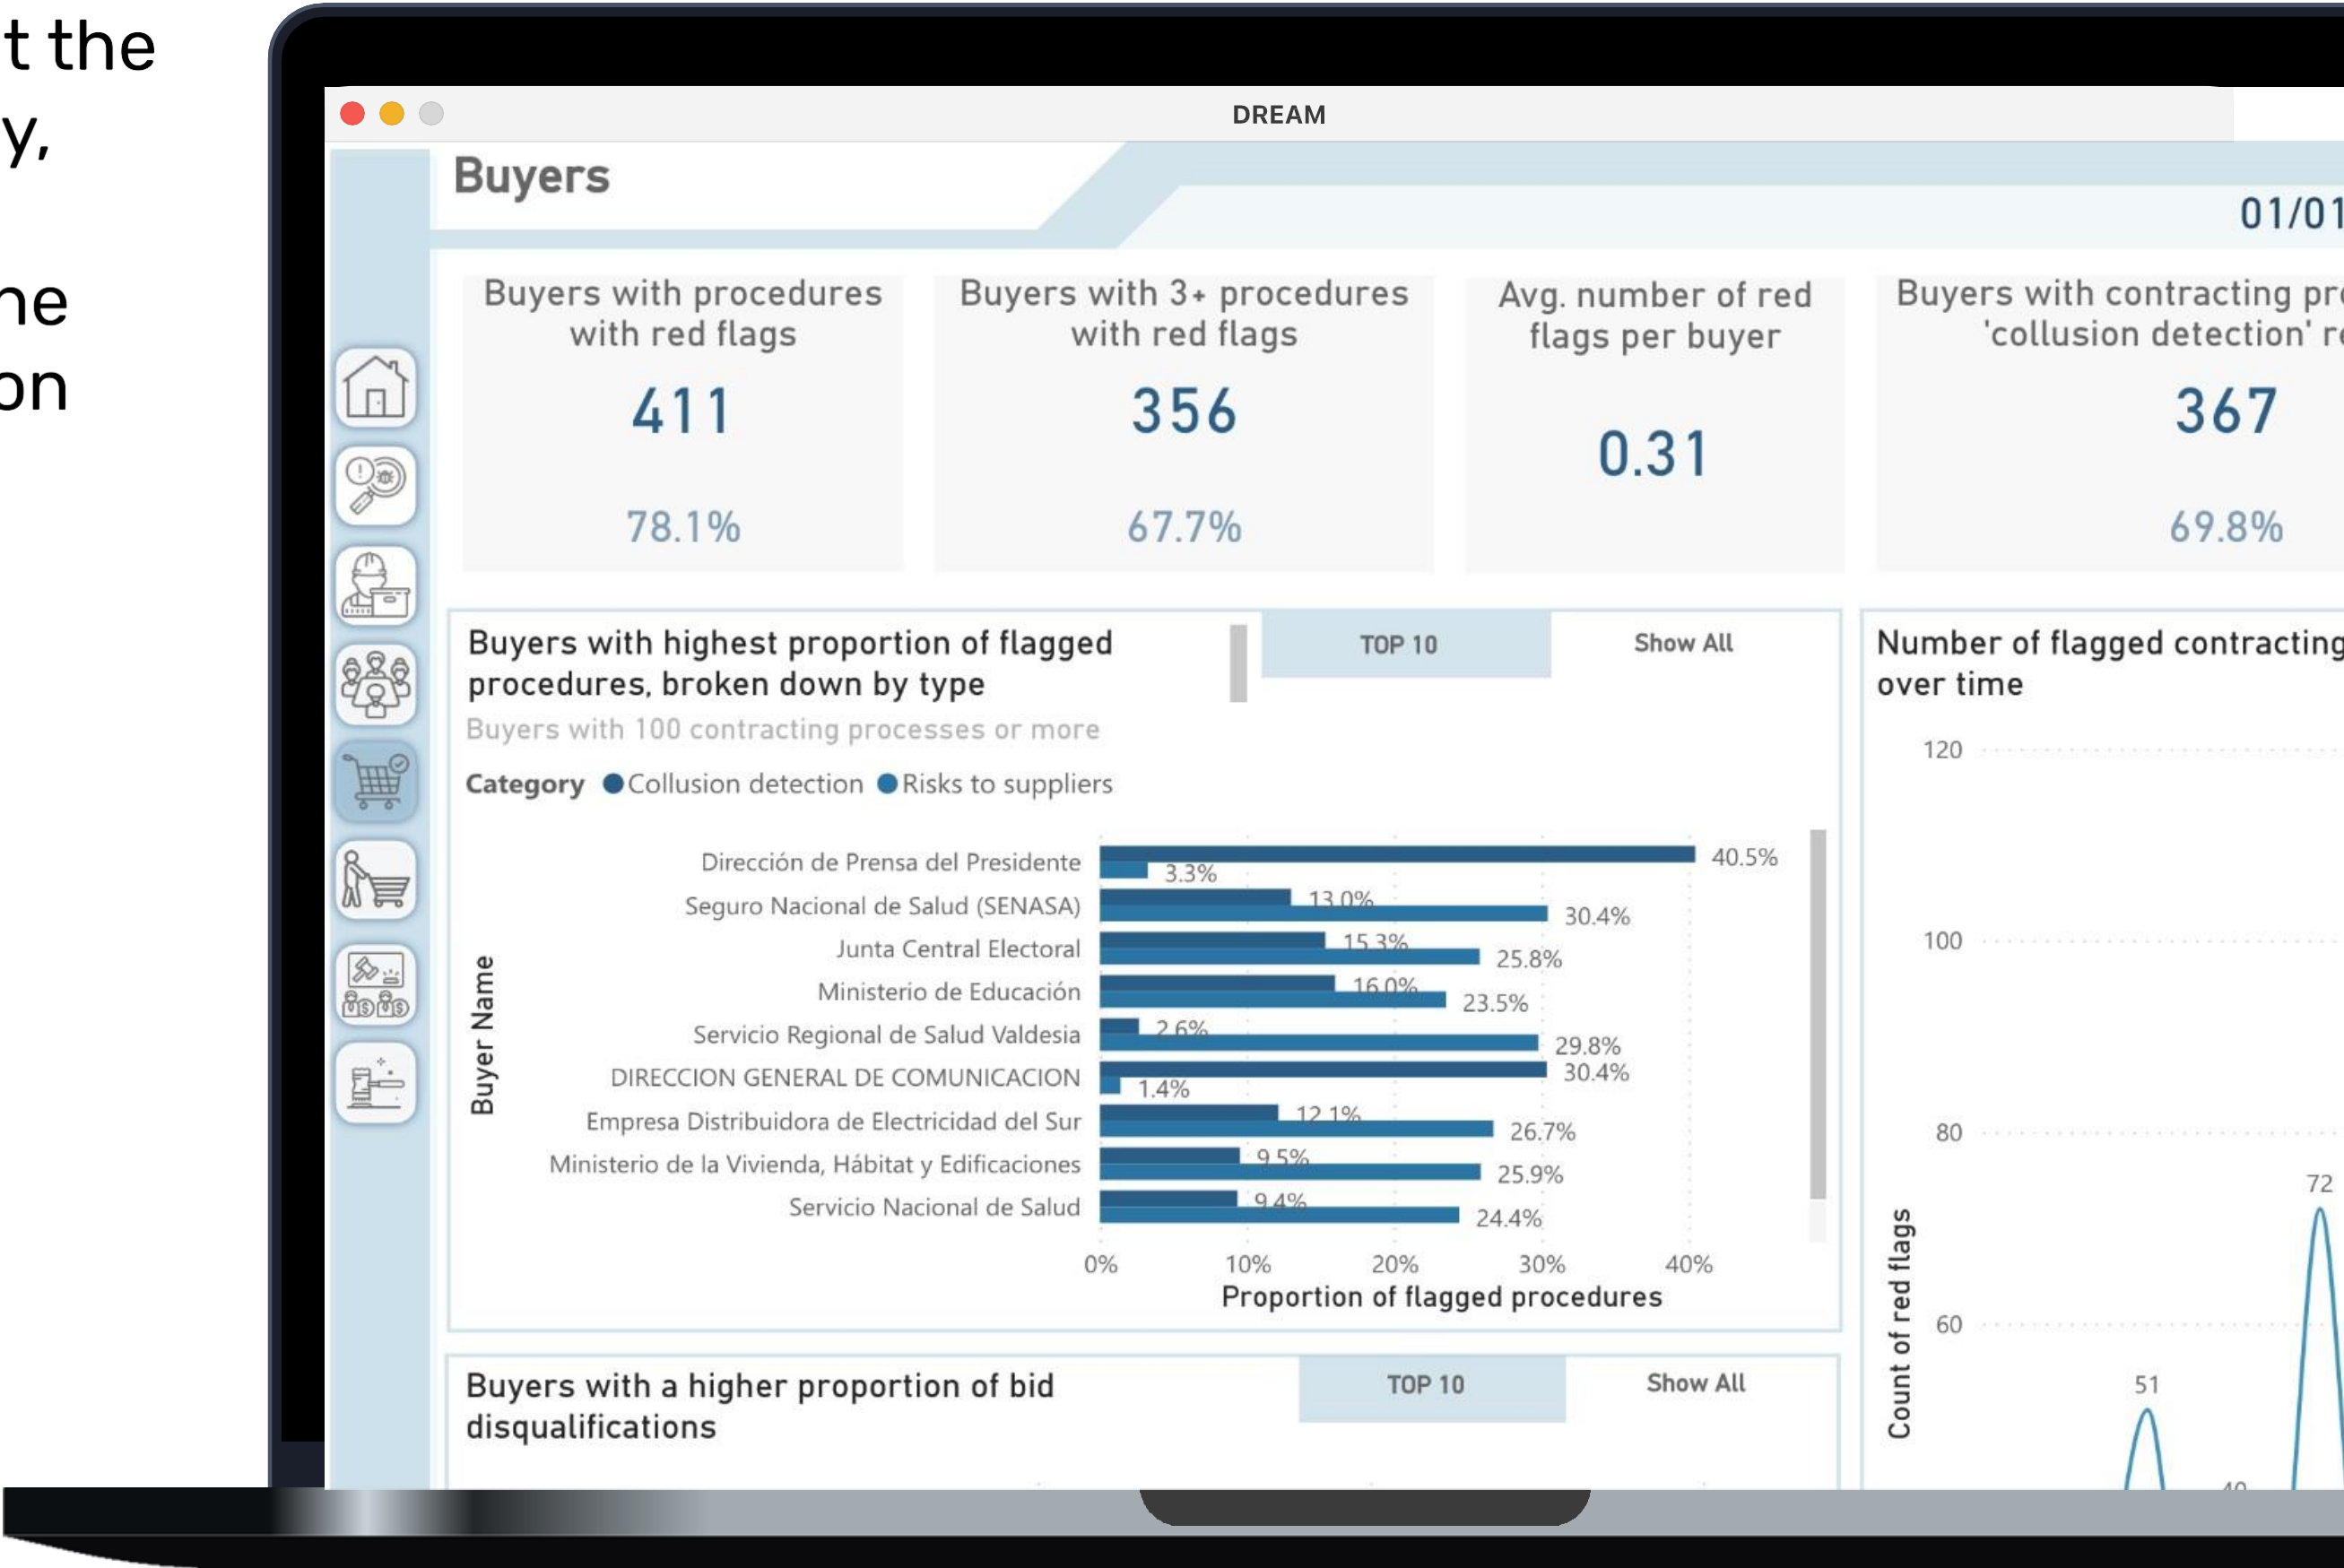 t the
y,
ne
on
DREAM
Buyers
01/01
Buyers with procedures
with red flags
411
78.1%
Buyers with 3+ procedures
with red flags
356
67.7%
Avg. number of red
flags per buyer
0.31
Buyers with contracting pro
'collusion detection' re
367
69.8%
Buyers with highest proportion of flagged
procedures, broken down by type
TOP 10
Show All
Buyers with 100 contracting processes or more
Category Collusion detection Risks to suppliers
Buyer Name
Dirección de Prensa del Presidente 40.5%
3.3%
Seguro Nacional de Salud (SENASA) 13.0%
30.4%
Junta Central Electoral 15.3%
25.8%
Ministerio de Educación 16.0%
23.5%
Servicio Regional de Salud Valdesia 2.6%
29.8%
DIRECCION GENERAL DE COMUNICACION 30.4%
1.4%
Empresa Distribuidora de Electricidad del Sur 12.1%
26.7%
Ministerio de la Vivienda, Hábitat y Edificaciones 9.5%
25.9%
Servicio Nacional de Salud 9.4%
24.4%
0% 10% 20% 30% 40%
Proportion of flagged procedures
Number of flagged contracting
over time
Count of red flags
120
100
80
72
60
51
40
Buyers with a higher proportion of bid
disqualifications
TOP 10
Show All